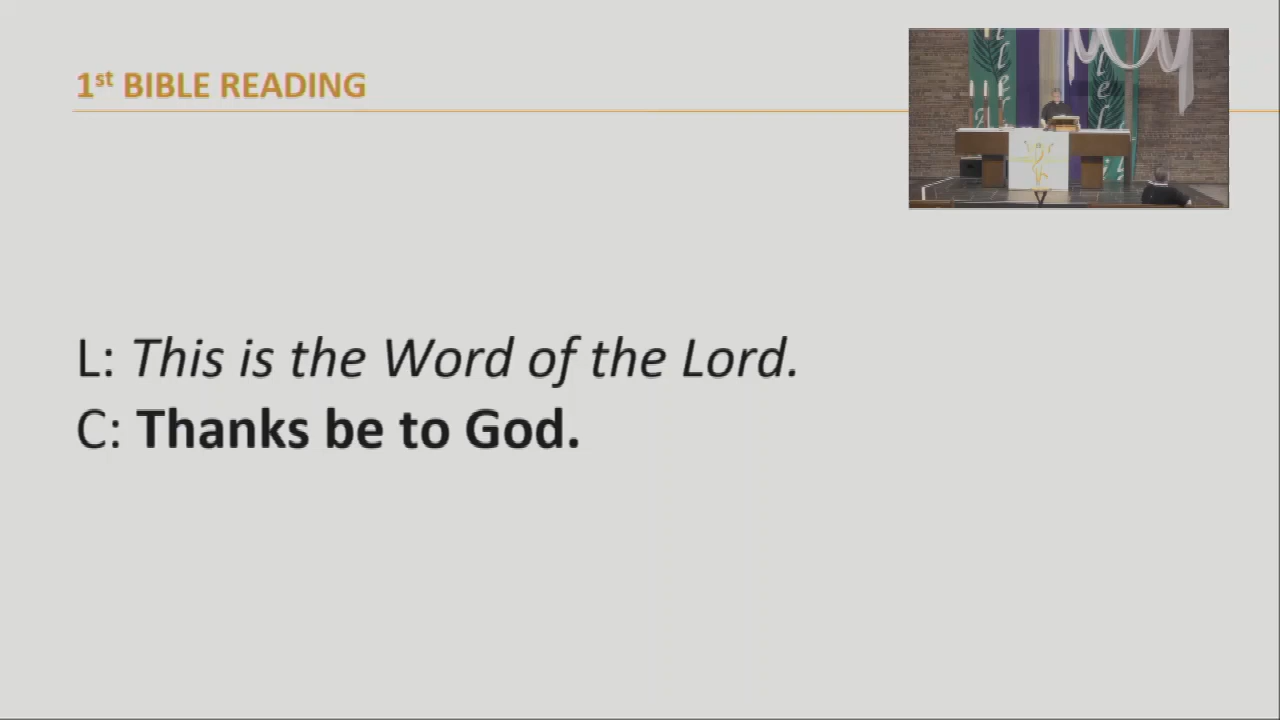 1st BIBLE READING
L: This is the Word of the Lord.
C: Thanks be to God.